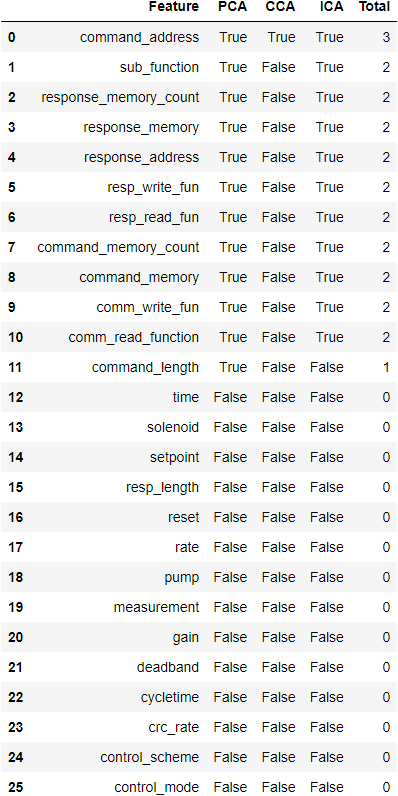 Feature PCA CCA ICA Total
0 command_address True True True 3
1 sub_function True False True 2
2 response_memory_count True False True 2
3 response_memory True False True 2
4 response_address True False True 2
5 resp_write_fun True False True 2
6 resp_read_fun True False True 2
7 command_memory_count True False True 2
8 command_memory True False True 2
9 comm_write_fun True False True 2
10 comm_read_function True False True 2
11 command_length True False False 1
12 time False False False 0
13 solenoid False False False 0
14 setpoint False False False 0
15 resp_length False False False 0
16 reset False False False 0
17 rate False False False 0
18 pump False False False 0
19 measurement False False False 0
20 gain False False False 0
21 deadband False False False 0
22 cycletime False False False 0
23 crc_rate False False False 0
24 control_scheme False False False 0
25 control_mode False False False 0